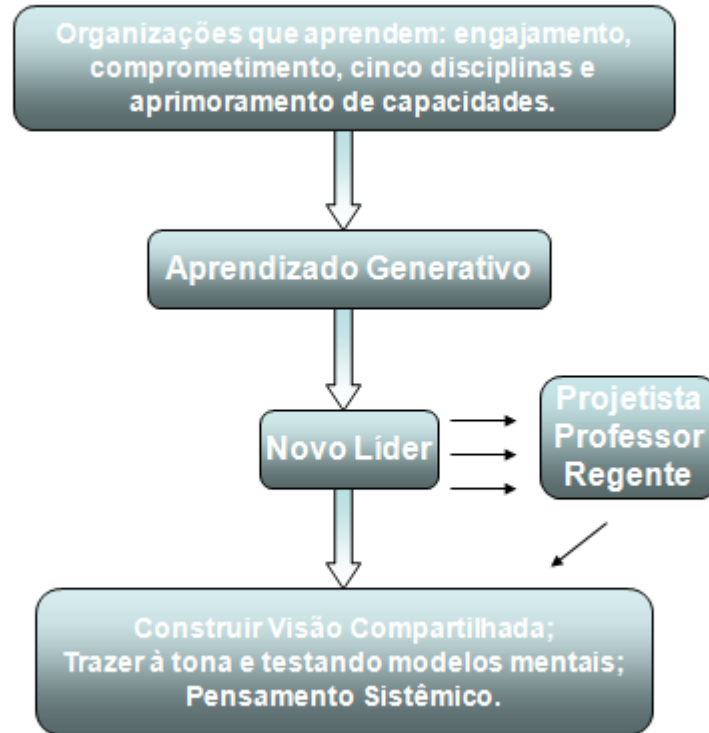 Organizações que aprendem: engajamento,
comprometimento, cinco disciplinas e
aprimoramento de capacidades.
Aprendizado Generativo
Novo Líder
Projetista
Professor
Regente
Construir Visão Compartilhada;
Trazer à tona e testando modelos mentais;
Pensamento Sistêmico.